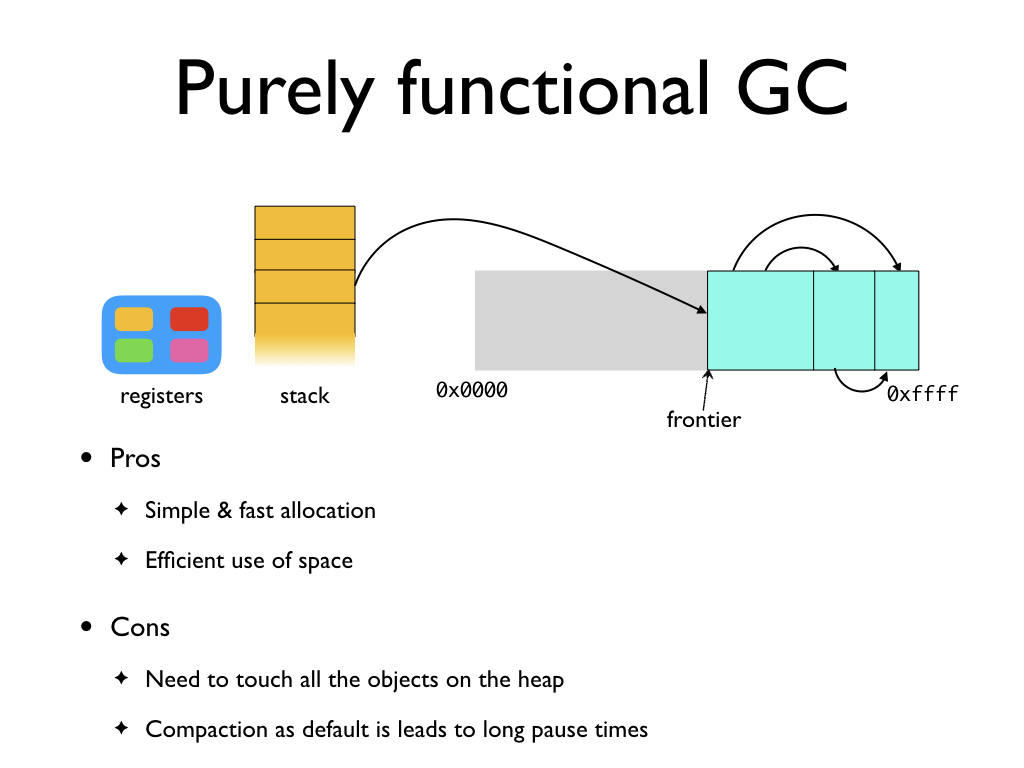 Purely functional GC
registers
stack
0x0000
frontier
0xffff
• Pros
✦ Simple & fast allocation
✦ Efficient use of space
• Cons
✦ Need to touch all the objects on the heap
✦ Compaction as default is leads to long pause times